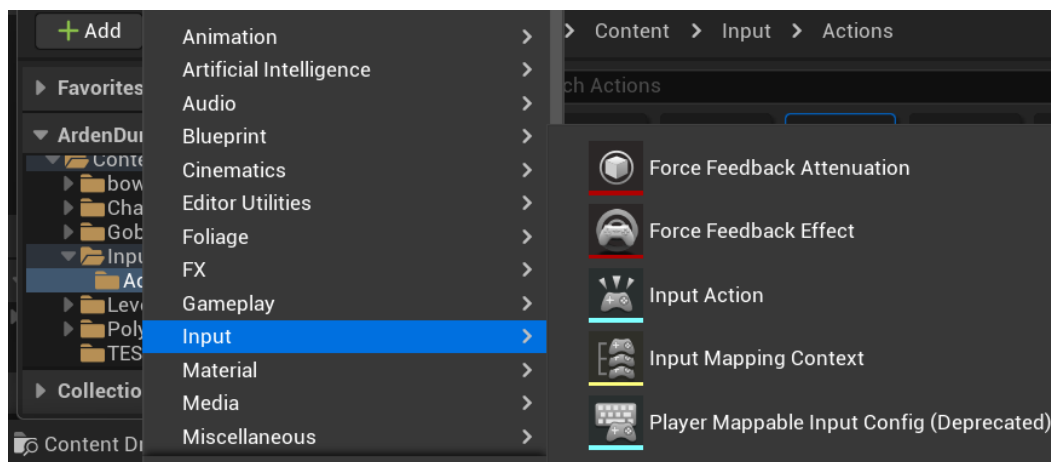 + Add
Content > Input > Actions
Favorites
ch Actions
ArdenDu
Conte
bow
Cha
Gob
Inpu
Ac
Leve
Poly
TES
Collectio
Content Dr
Animation >
Artificial Intelligence >
Audio >
Blueprint >
Cinematics >
Editor Utilities >
Foliage >
FX >
Gameplay >
Input >
Material >
Media >
Miscellaneous >
Force Feedback Attenuation
Force Feedback Effect
Input Action
Input Mapping Context
Player Mappable Input Config (Deprecated)